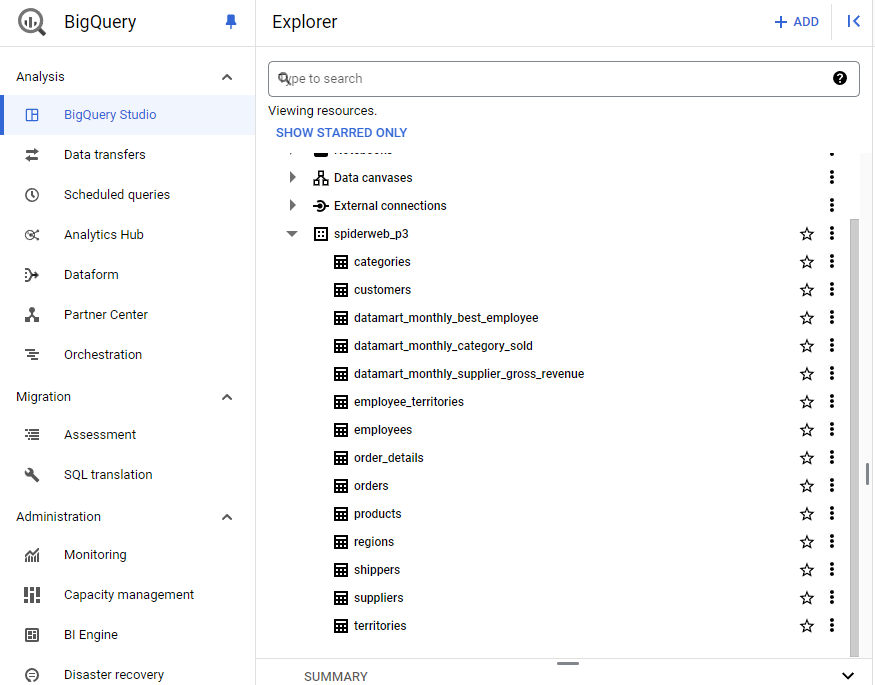 BigQuery
Analysis
BigQuery Studio
Data transfers
Scheduled queries
Analytics Hub
Dataform
Partner Center
Orchestration
Migration
Assessment
SQL translation
Administration
Monitoring
Capacity management
BI Engine
Disaster recovery
Explorer
ADD
Type to search
Viewing resources.
SHOW STARRED ONLY
Notebooks
Data canvases
External connections
spiderweb_p3
categories
customers
datamart_monthly_best_employee
datamart_monthly_category_sold
datamart_monthly_supplier_gross_revenue
employee_territories
employees
order_details
orders
products
regions
shippers
suppliers
territories
SUMMARY